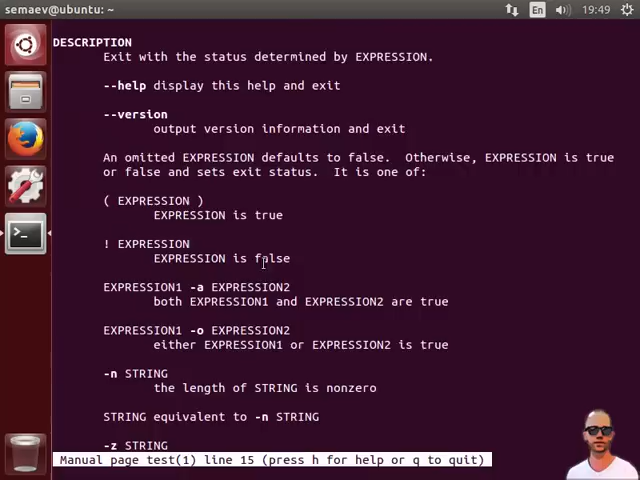 semaev@ubuntu: ~
En
19:49
DESCRIPTION
Exit with the status determined by EXPRESSION.
--help display this help and exit
--version
output version information and exit
An omitted EXPRESSION defaults to false.  Otherwise, EXPRESSION is true
or false and sets exit status.  It is one of:
( EXPRESSION )
EXPRESSION is true
! EXPRESSION
EXPRESSION is false
EXPRESSION1 -a EXPRESSION2
both EXPRESSION1 and EXPRESSION2 are true
EXPRESSION1 -o EXPRESSION2
either EXPRESSION1 or EXPRESSION2 is true
-n STRING
the length of STRING is nonzero
STRING equivalent to -n STRING
-z STRING
Manual page test(1) line 15 (press h for help or q to quit)